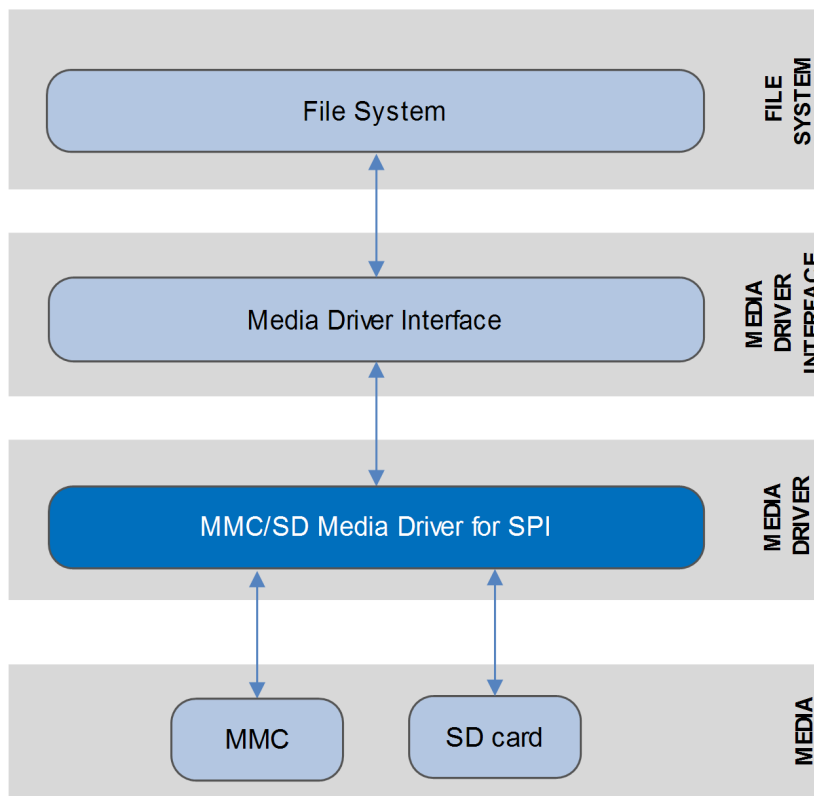 File System
FILE
SYSTEM
Media Driver Interface
MEDIA
DRIVER
INTERFACE
MMC/SD Media Driver for SPI
MEDIA
DRIVER
MMC
SD card
MEDIA